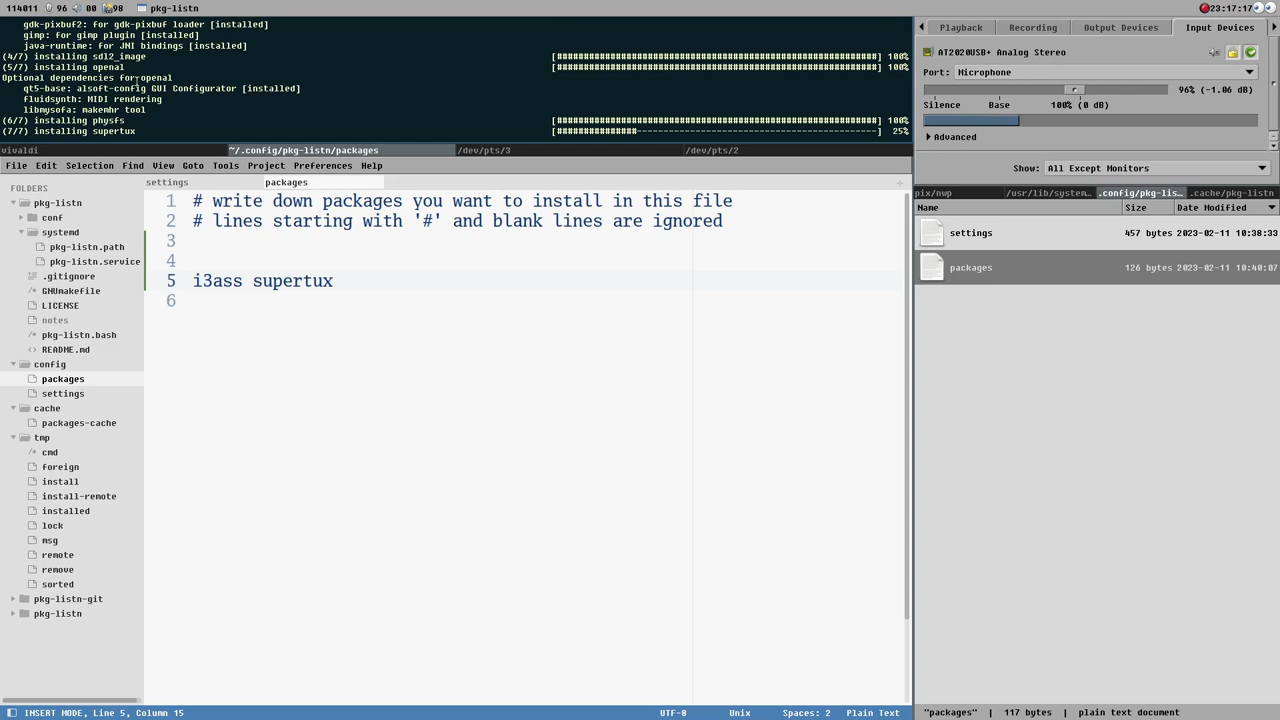 114011 96 00 98 pkg-listn 23:17:17
gdk-pixbuf2: for gdk-pixbuf loader [installed]
gimp: for gimp plugin [installed]
java-runtime: for JNI bindings [installed]
(4/7) installing sdl2_image [################################] 100%
(5/7) installing openal [################################] 100%
Optional dependencies for openal
qt5-base: alsoft-config GUI Configurator [installed]
fluidsynth: MIDI rendering
libmysofa: makemhr tool
(6/7) installing physfs [################################] 100%
(7/7) installing supertux 25%
vivaldi ~/.config/pkg-listn/packages /dev/pts/3 /dev/pts/2
File Edit Selection Find View Goto Tools Project Preferences Help
FOLDERS
pkg-listn
conf
systemd
pkg-listn.path
pkg-listn.service
.gitignore
GNUmakefile
LICENSE
notes
pkg-listn.bash
README.md
config
packages
settings
cache
packages-cache
tmp
cmd
foreign
install
install-remote
installed
lock
msg
remote
remove
sorted
pkg-listn-git
pkg-listn
settings packages
1 # write down packages you want to install in this file
2 # lines starting with '#' and blank lines are ignored
3
4
5 i3ass supertux
6
INSERT MODE, Line 5, Column 15 UTF-8 Unix Spaces: 2 Plain Text
Playback Recording Output Devices Input Devices
AT2020USB+ Analog Stereo
Port: Microphone
96% (-1.06 dB)
Silence Base 100% (0 dB)
Advanced
Show: All Except Monitors
pix/nwp /usr/lib/system… .config/pkg-lis… .cache/pkg-listn
Name Size Date Modified
settings 457 bytes 2023-02-11 10:38:33
packages 126 bytes 2023-02-11 10:40:07
"packages" | 117 bytes | plain text document